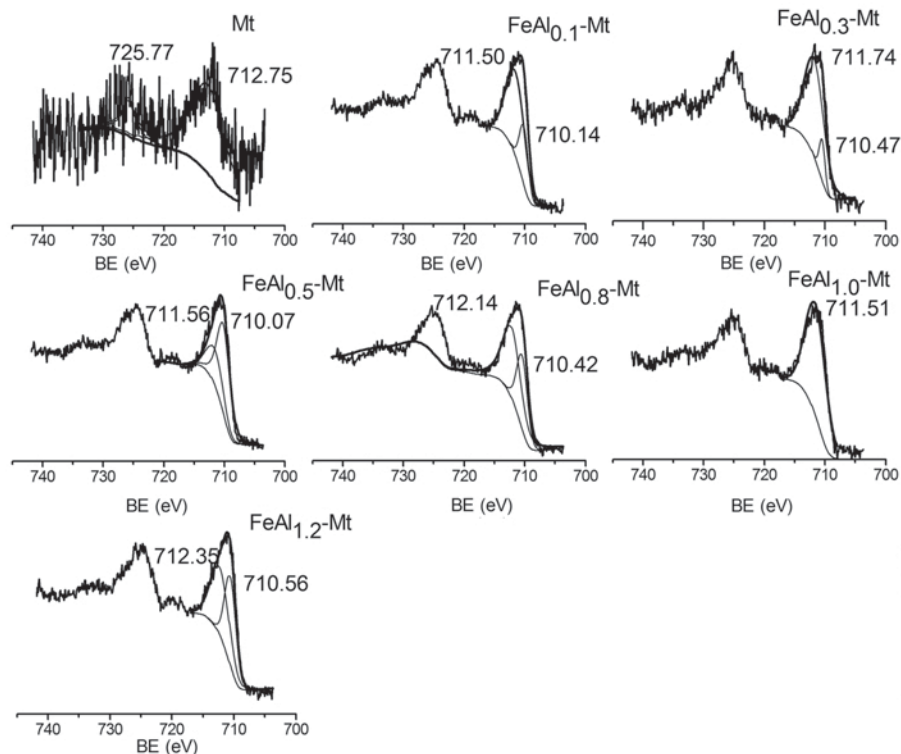 Mt
725.77
712.75
740 730 720 710 700
BE (eV)
FeAl0.1-Mt
711.50
710.14
740 730 720 710 700
BE (eV)
FeAl0.3-Mt
711.74
710.47
740 730 720 710 700
BE (eV)
FeAl0.5-Mt
711.56
710.07
740 730 720 710 700
BE (eV)
FeAl0.8-Mt
712.14
710.42
740 730 720 710 700
BE (eV)
FeAl1.0-Mt
711.51
740 730 720 710 700
BE (eV)
FeAl1.2-Mt
712.35
710.56
740 730 720 710 700
BE (eV)